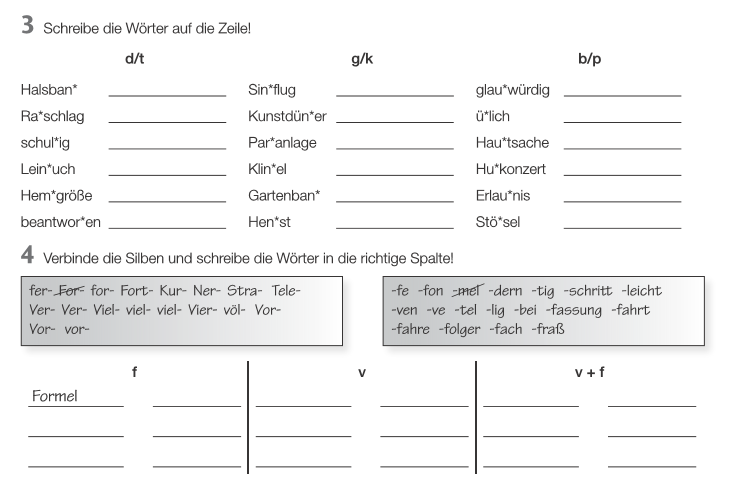 3 Schreibe die Wörter auf die Zeile!
d/t g/k b/p
Halsban* Sin*flug glau*würdig
Ra*schlag Kunstdün*er ü*lich
schul*ig Par*anlage Hau*tsache
Lein*uch Klin*el Hu*konzert
Hem*größe Gartenban* Erlau*nis
beantwor*en Hen*st Stö*sel
4 Verbinde die Silben und schreibe die Wörter in die richtige Spalte!
fer- For- for- Fort- Kur- Ner- Stra- Tele-
Ver- Ver- Viel- viel- viel- Vier- völ- Vor-
Vor- vor-
-fe -fon -mel -dern -tig -schritt -leicht
-ven -ve -tel -lig -bei -fassung -fahrt
-fahre -folger -fach -fraß
f v v + f
Formel